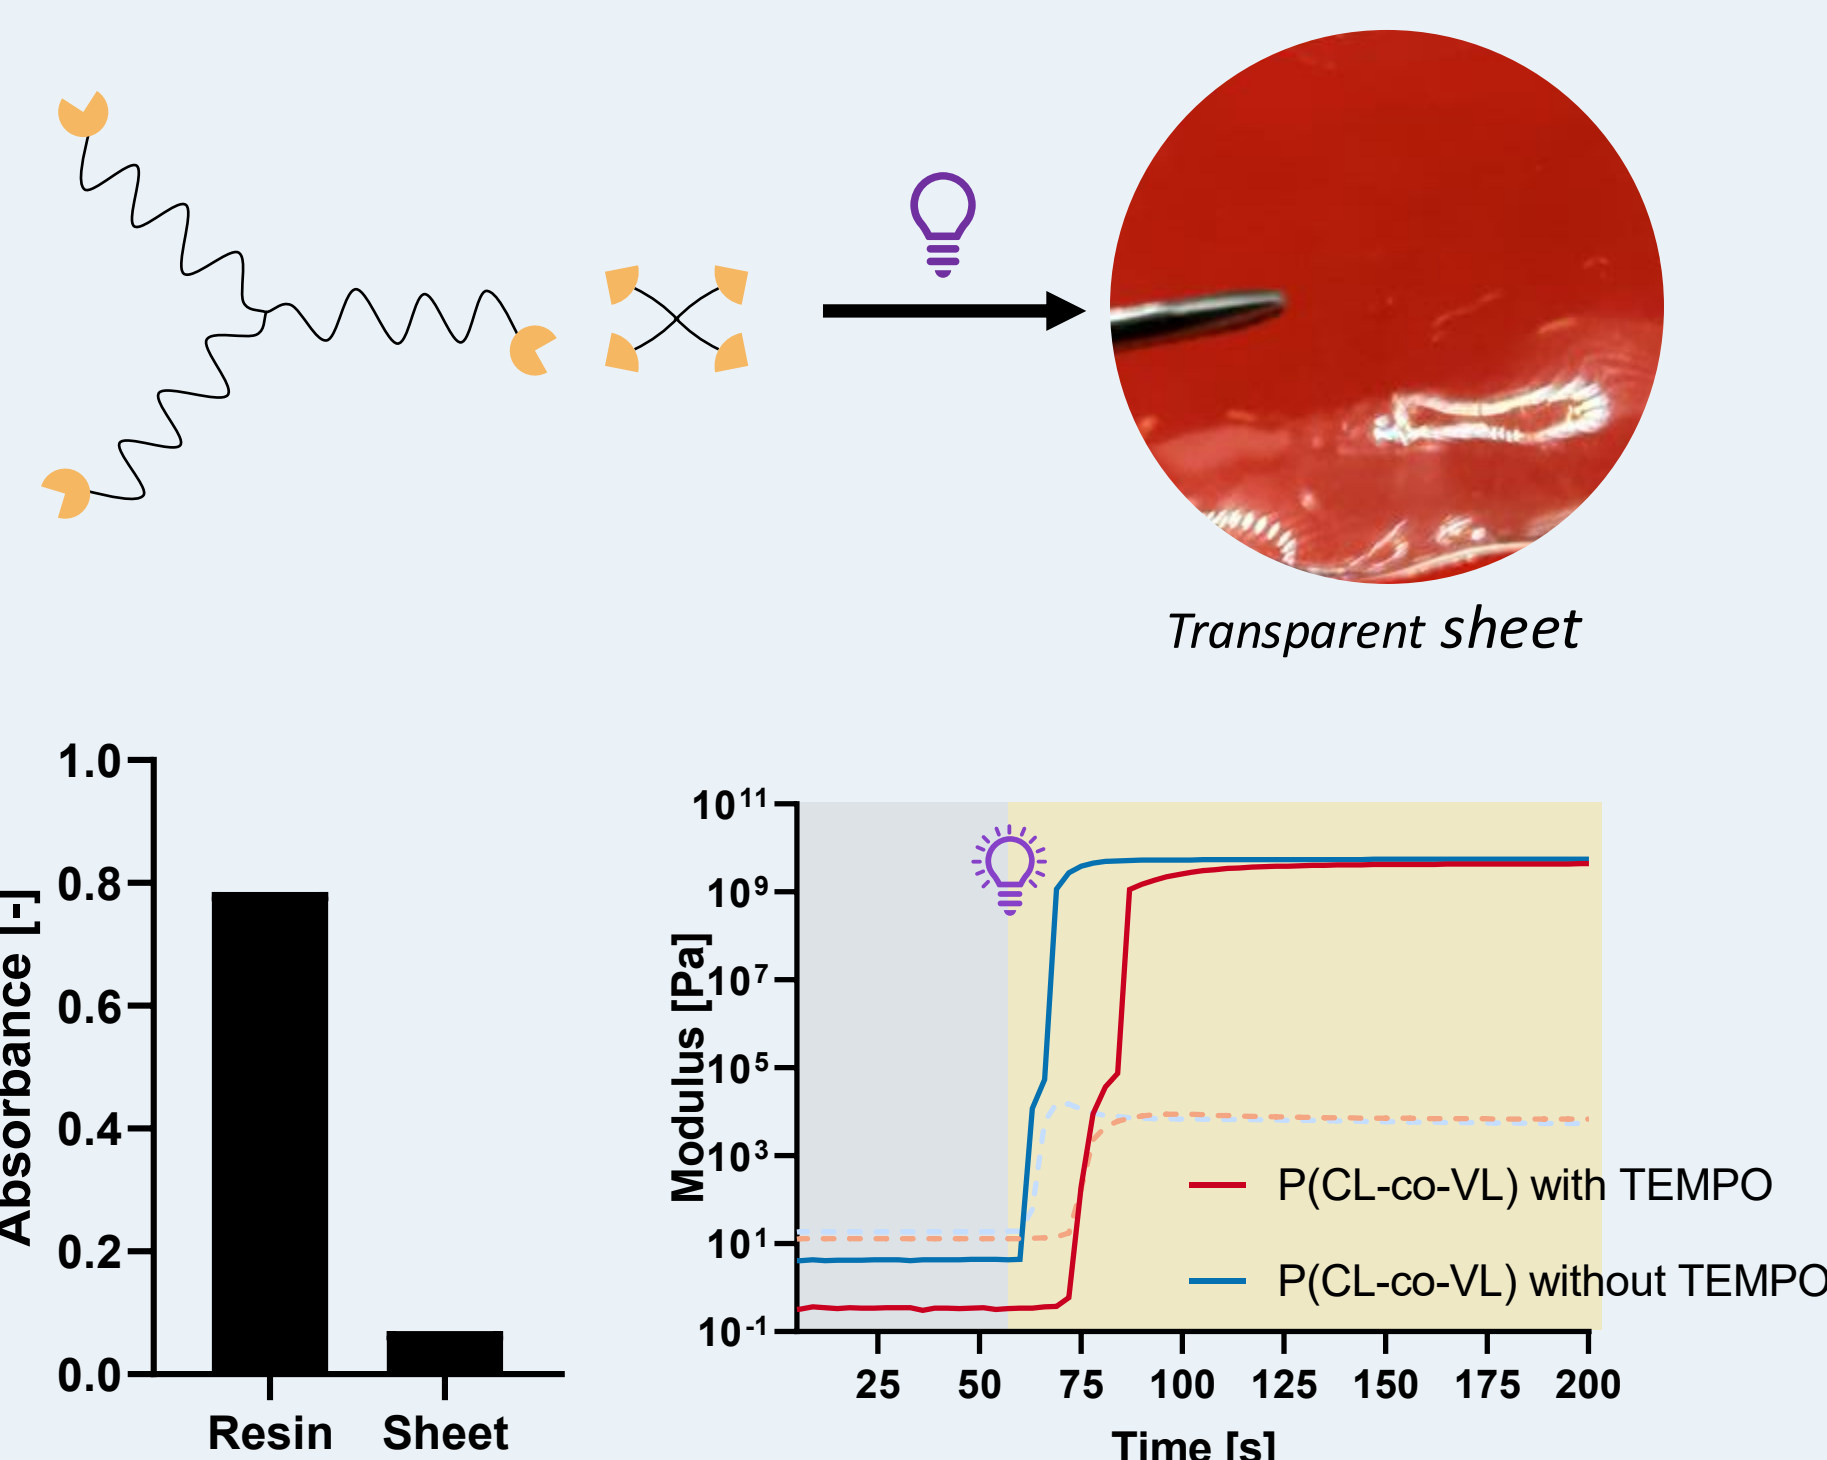 Transparent sheet
1.0
0.8
0.6
0.4
0.2
0.0
Absorbance [-]
Resin Sheet
10¹¹
10⁹
10⁷
10⁵
10³
10¹
10⁻¹
Modulus [Pa]
P(CL-co-VL) with TEMPO
P(CL-co-VL) without TEMPO
25 50 75 100 125 150 175 200
Time [s]